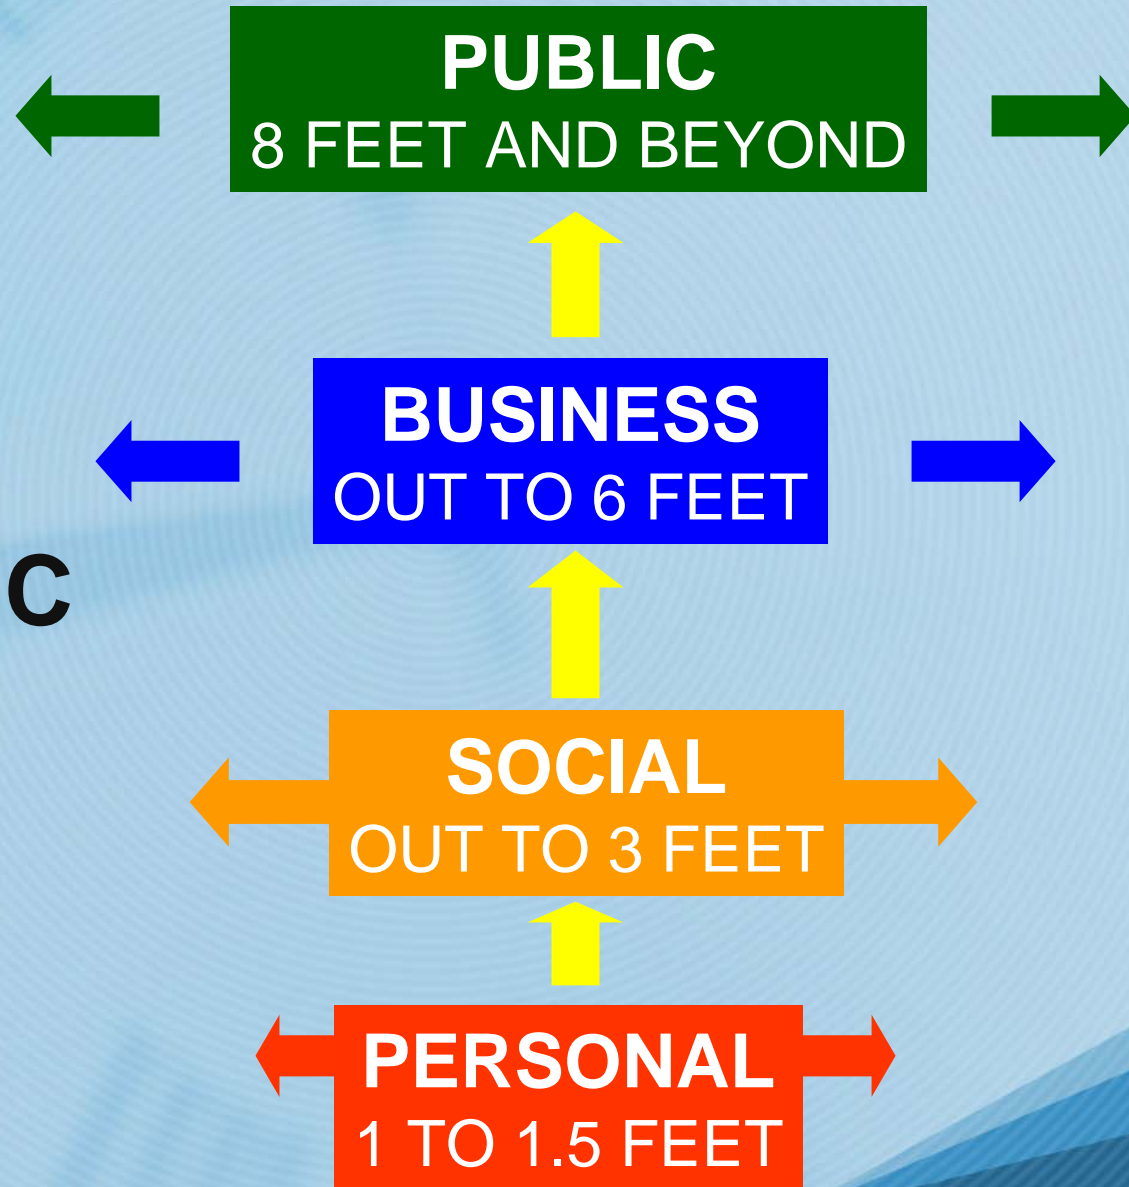 PUBLIC
8 FEET AND BEYOND
BUSINESS
OUT TO 6 FEET
C
SOCIAL
OUT TO 3 FEET
PERSONAL
1 TO 1.5 FEET